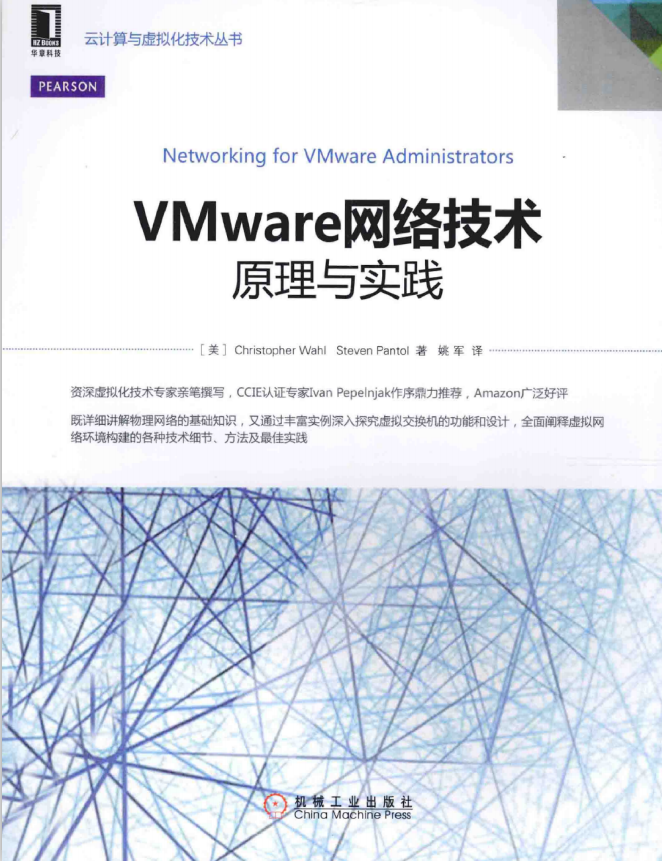 HZ BOOKS
华章科技
云计算与虚拟化技术丛书
PEARSON
Networking for VMware Administrators
VMware网络技术
原理与实践
[美] Christopher Wahl Steven Pantol 著 姚军 译
资深虚拟化技术专家亲笔撰写，CCIE认证专家Ivan Pepelnjak作序鼎力推荐，Amazon广泛好评
既详细讲解物理网络的基础知识，又通过丰富实例深入探究虚拟交换机的功能和设计，全面阐释虚拟网
络环境构建的各种技术细节、方法及最佳实践
机械工业出版社
China Machine Press